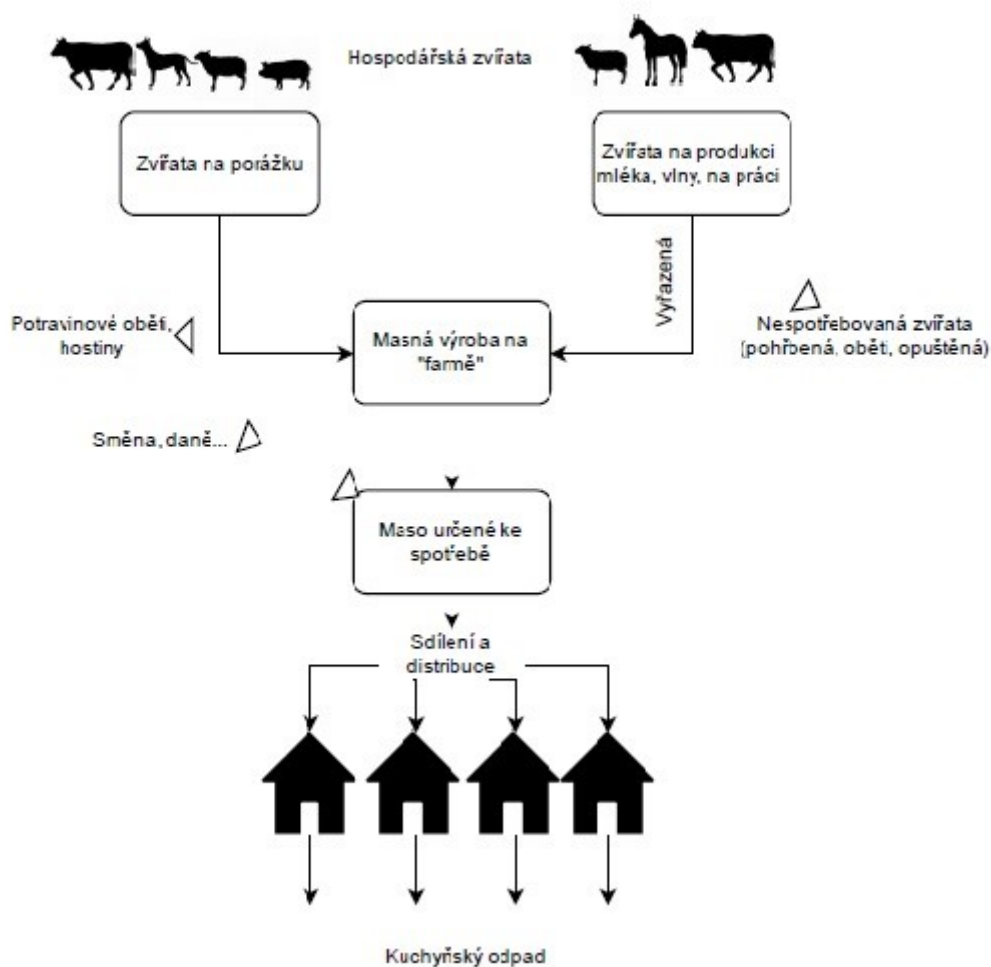 Hospodářská zvířata
Zvířata na porážku
Zvířata na produkci
mléka, vlny, na práci
Vyřazená
Potravinové oběti,
hostiny
Masná výroba na
"farmě"
Nespotřebovaná zvířata
(pohřbená, oběti, opuštěná)
Směna, daně...
Maso určené ke
spotřebě
Sdílení a
distribuce
Kuchyňský odpad